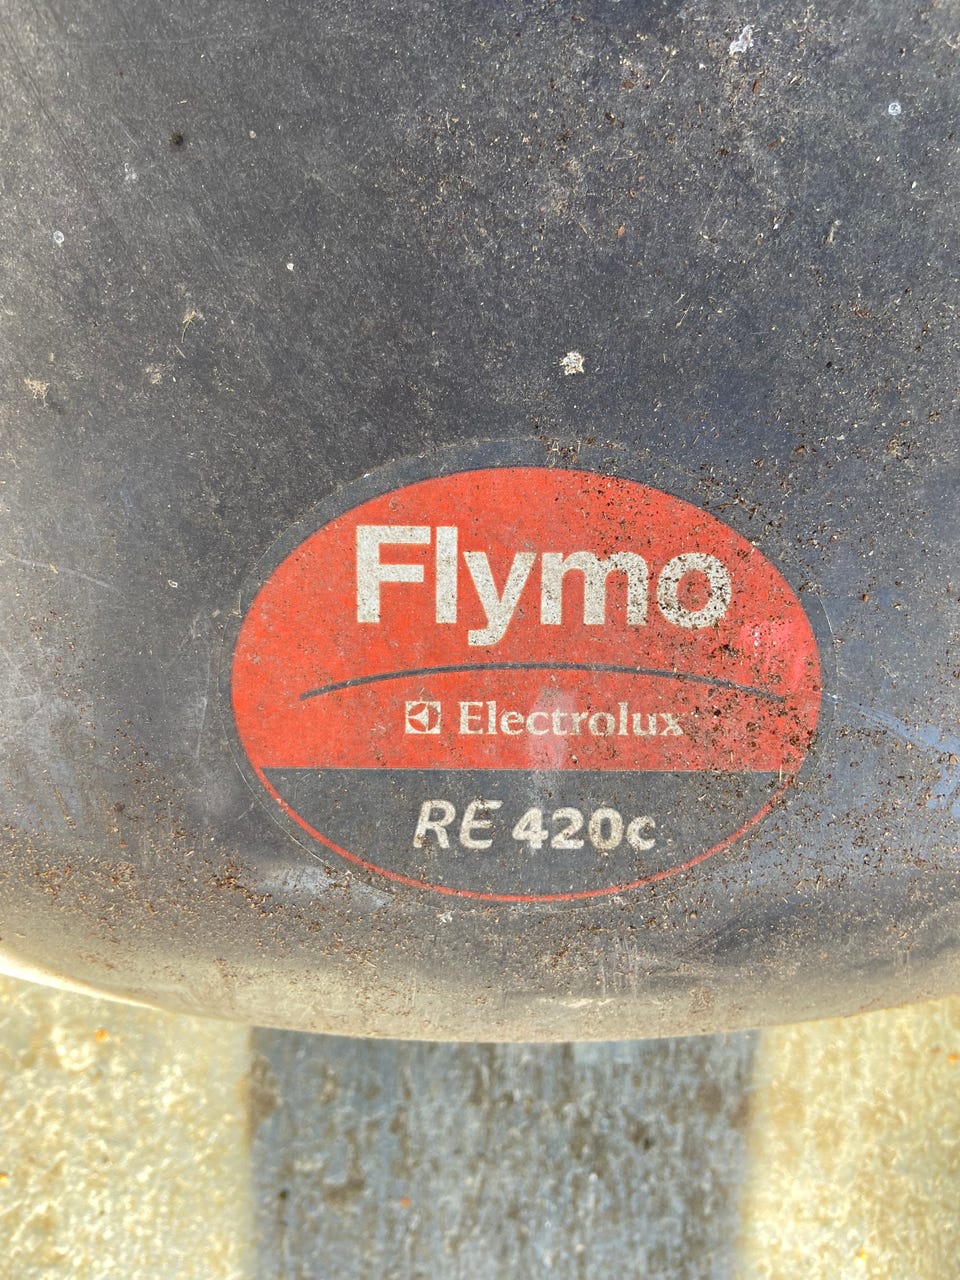 Flymo
Electrolux
RE 420c